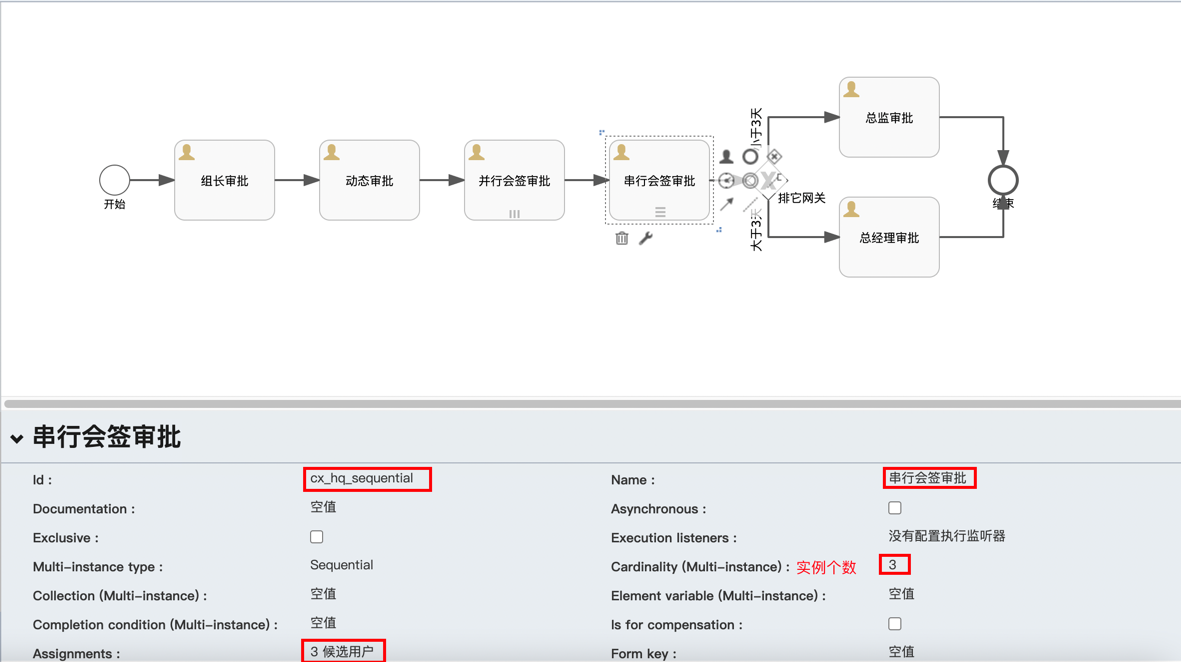 开始
组长审批
动态审批
并行会签审批
串行会签审批
小于3天
大于3天
排它网关
总监审批
总经理审批
结束
串行会签审批
Id :
cx_hq_sequential
Name :
串行会签审批
Documentation :
空值
Asynchronous :
Exclusive :
Execution listeners :
没有配置执行监听器
Multi-instance type :
Sequential
Cardinality (Multi-instance) :
实例个数
3
Collection (Multi-instance) :
空值
Element variable (Multi-instance) :
空值
Completion condition (Multi-instance) :
空值
Is for compensation :
Assignments :
3 候选用户
Form key :
空值